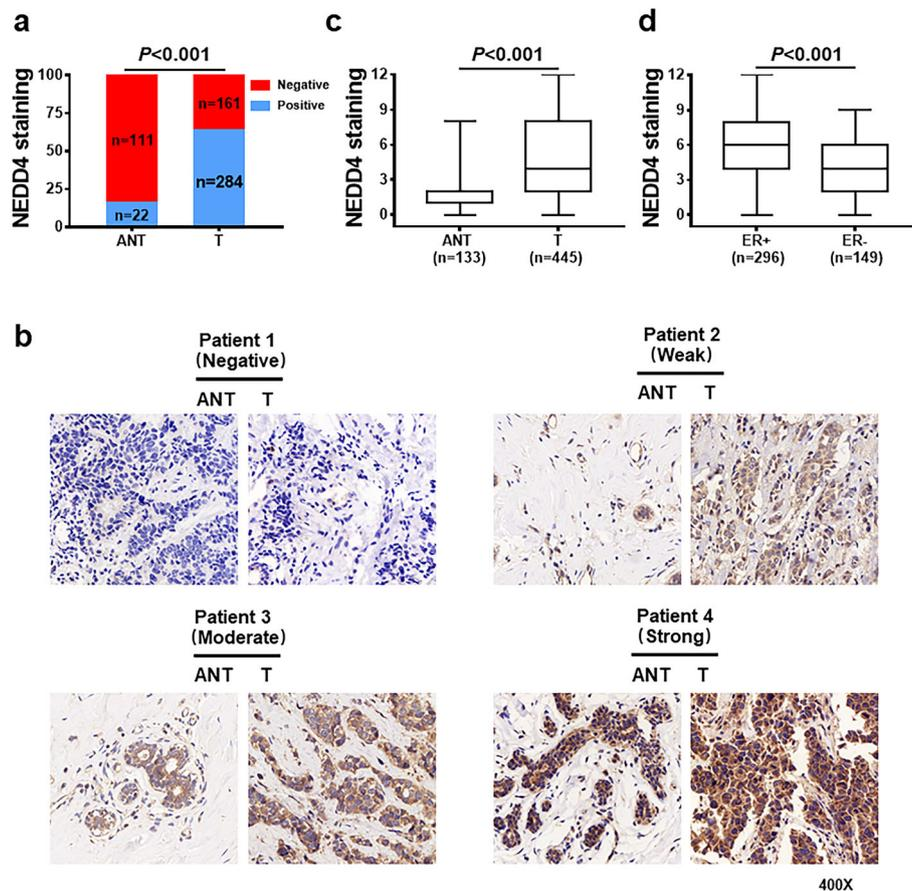 a
P<0.001
NEDD4 staining
100
75
50
25
0
n=111
n=22
n=161
n=284
ANT
T
Negative
Positive
c
P<0.001
NEDD4 staining
12
9
6
3
0
ANT
(n=133)
T
(n=445)
d
P<0.001
NEDD4 staining
12
9
6
3
0
ER+
(n=296)
ER-
(n=149)
b
Patient 1
(Negative)
ANT T
Patient 2
(Weak)
ANT T
Patient 3
(Moderate)
ANT T
Patient 4
(Strong)
ANT T
400X